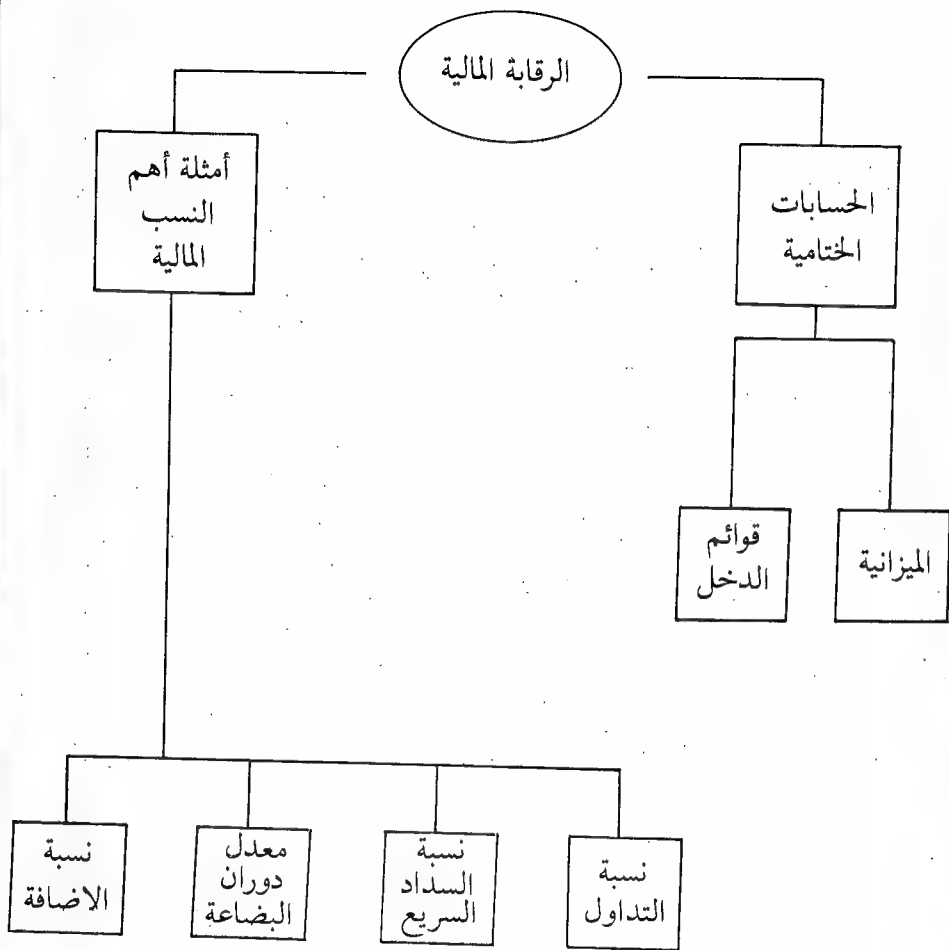 الرقابة المالية
الحسابات
الختامية
أمثلة أهم
النسب
المالية
الميزانية
قوائم
الدخل
نسبة
التداول
نسبة
السداد
السريع
معدل
دوران
البضاعة
نسبة
الاضافة